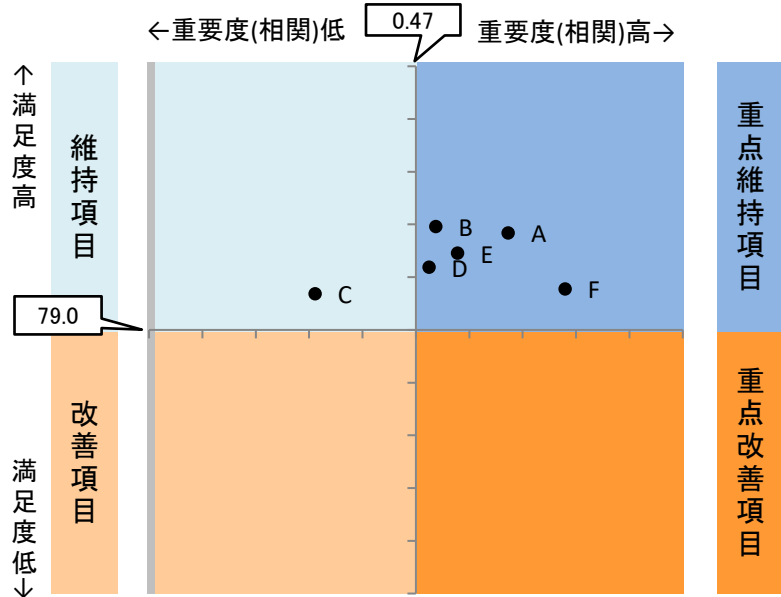 ←重要度(相関)低
0.47
重要度(相関)高→
↑満足度高
維持項目
重点維持項目
B
A
E
D
C
F
79.0
改善項目
重点改善項目
満足度低↓